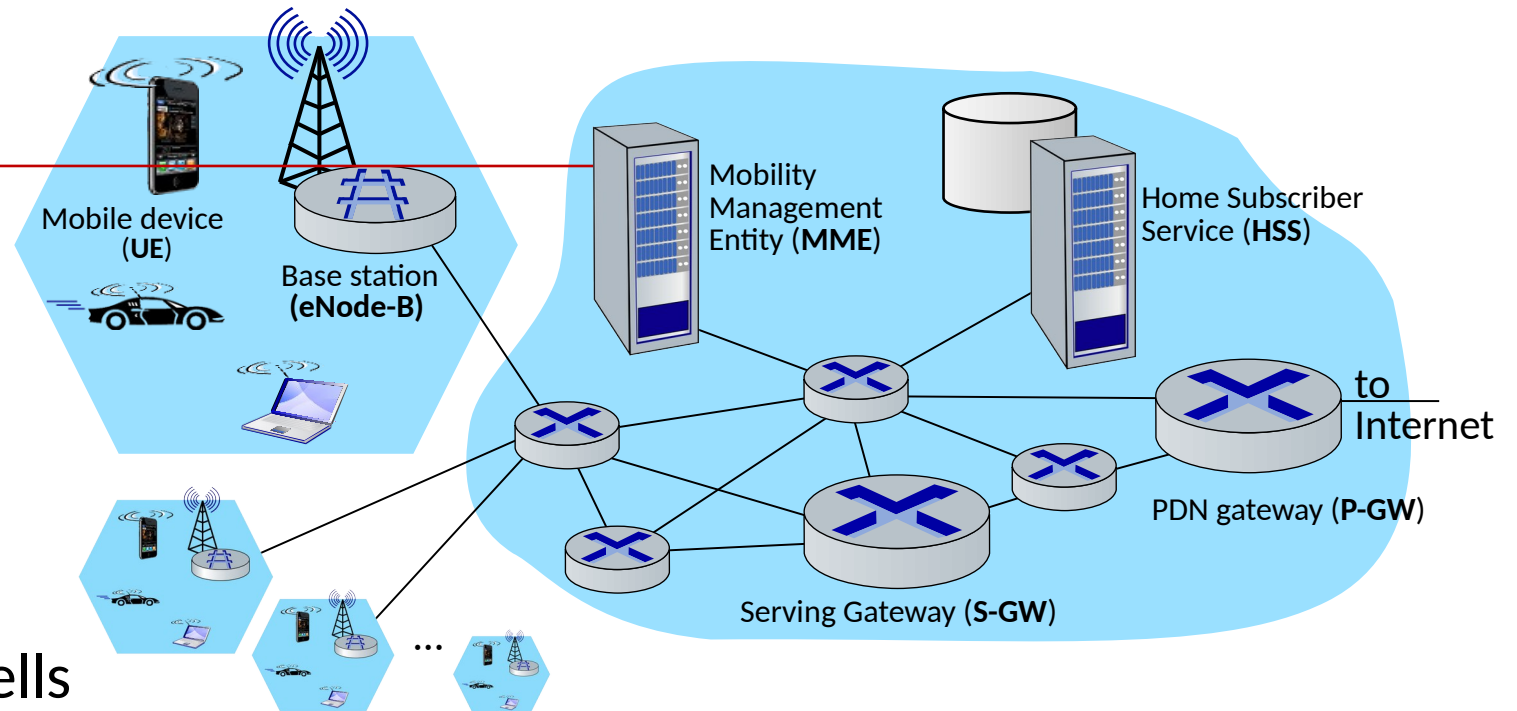 Mobile device
(UE)
Base station
(eNode-B)
Mobility
Management
Entity (MME)
Home Subscriber
Service (HSS)
to
Internet
PDN gateway (P-GW)
Serving Gateway (S-GW)
...
ells